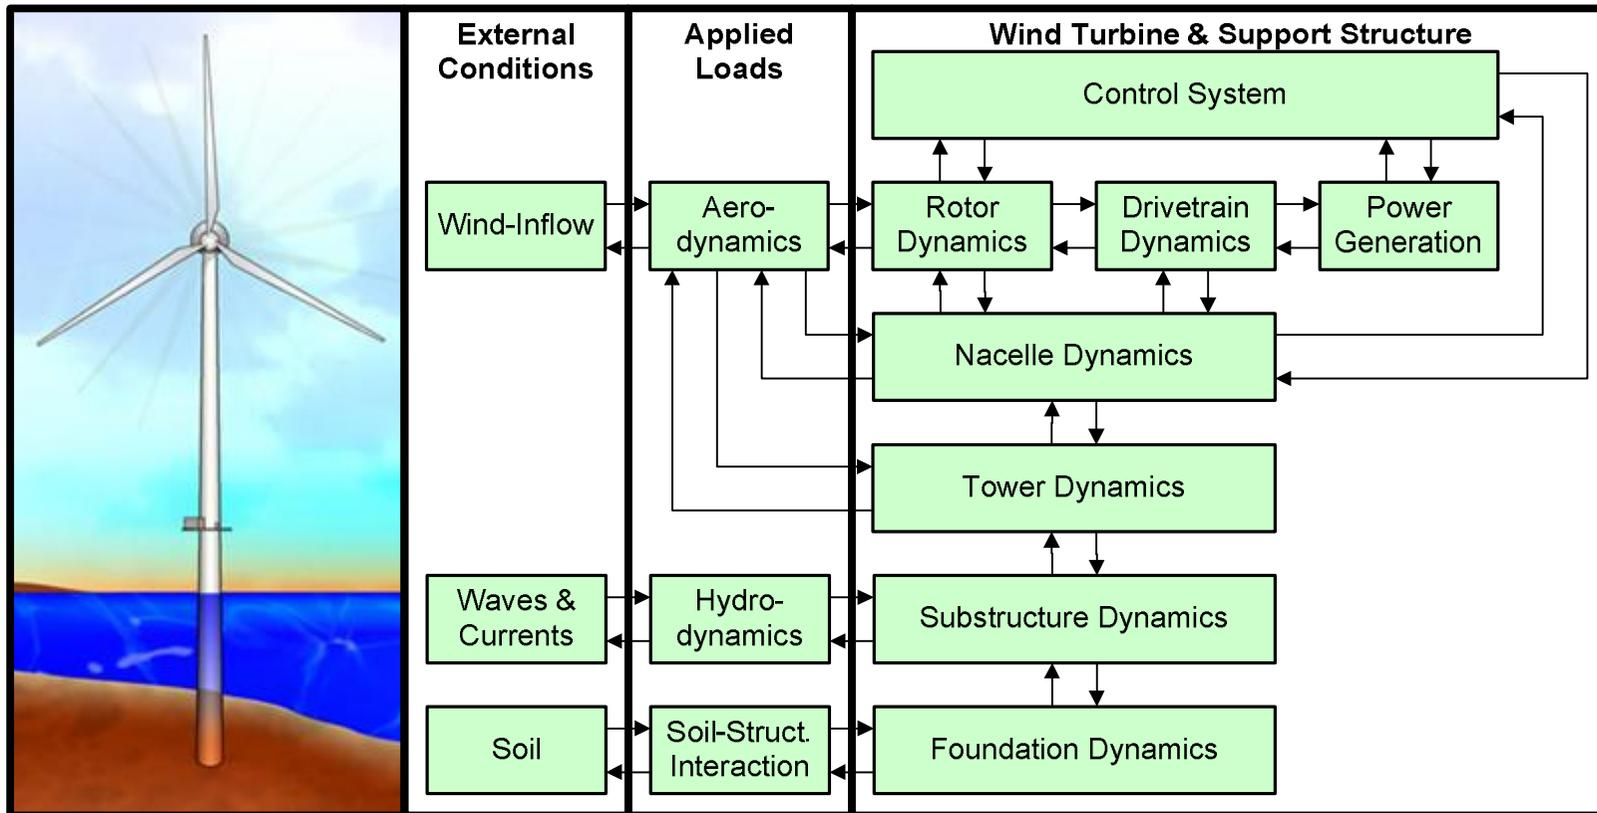 External
Conditions
Applied
Loads
Wind Turbine & Support Structure
Control System
Wind-Inflow
Aero-
dynamics
Rotor
Dynamics
Drivetrain
Dynamics
Power
Generation
Nacelle Dynamics
Tower Dynamics
Waves &
Currents
Hydro-
dynamics
Substructure Dynamics
Soil
Soil-Struct.
Interaction
Foundation Dynamics